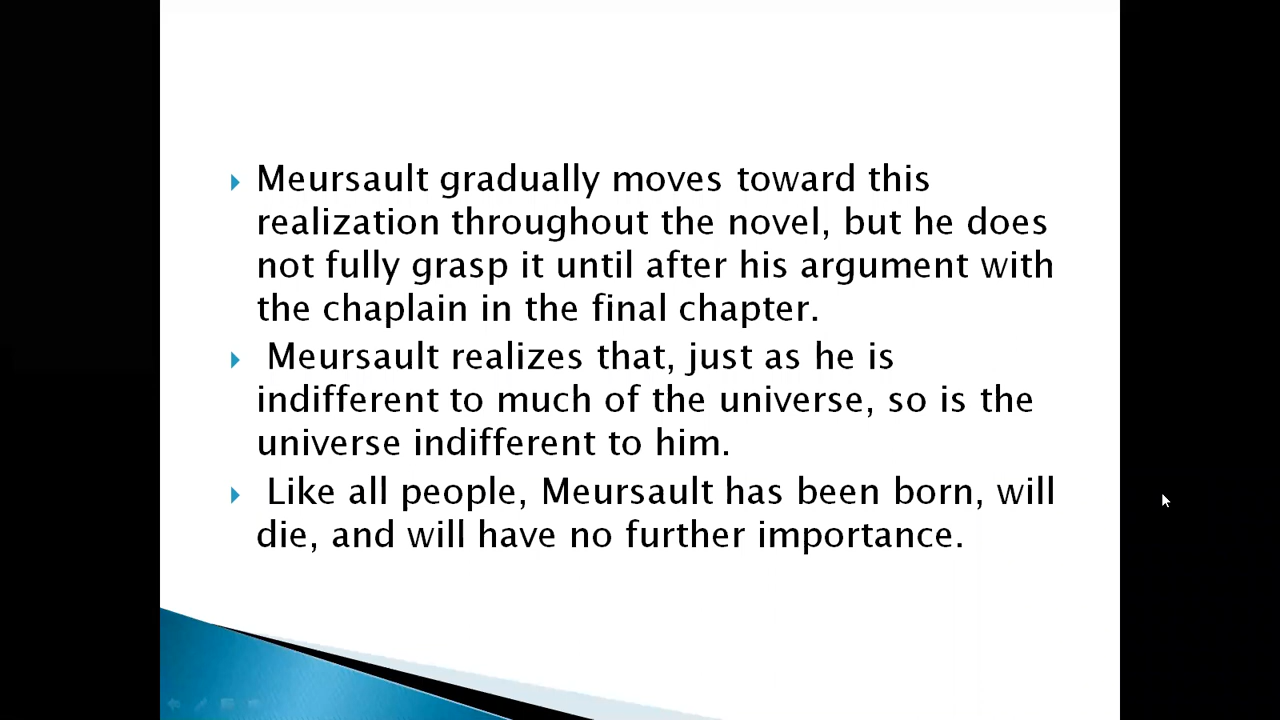 Meursault gradually moves toward this
realization throughout the novel, but he does
not fully grasp it until after his argument with
the chaplain in the final chapter.
Meursault realizes that, just as he is
indifferent to much of the universe, so is the
universe indifferent to him.
Like all people, Meursault has been born, will
die, and will have no further importance.